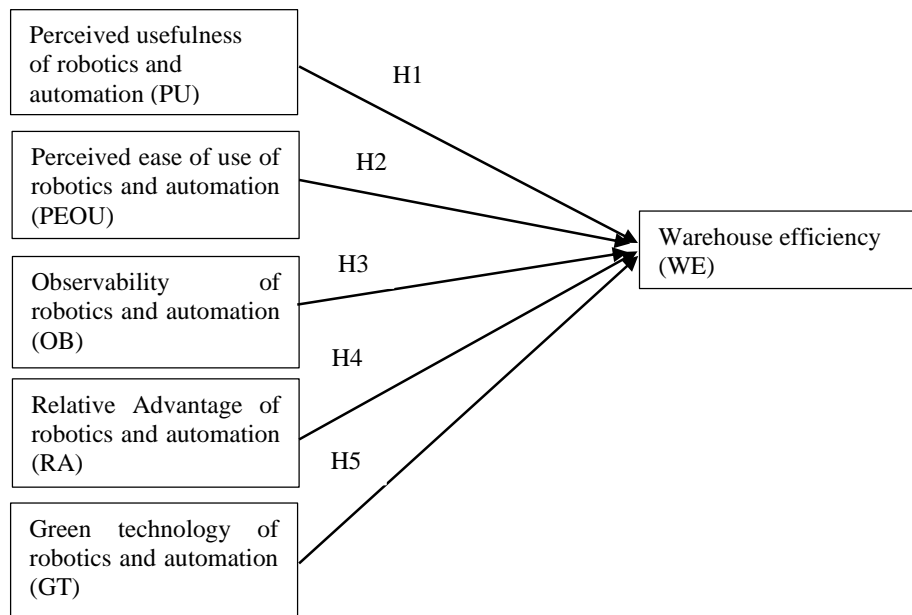 Perceived usefulness
of robotics and
automation (PU)
H1
Perceived ease of use of
robotics and automation
(PEOU)
H2
Observability of
robotics and automation
(OB)
H3
Relative Advantage of
robotics and automation
(RA)
H4
Green technology of
robotics and automation
(GT)
H5
Warehouse efficiency
(WE)